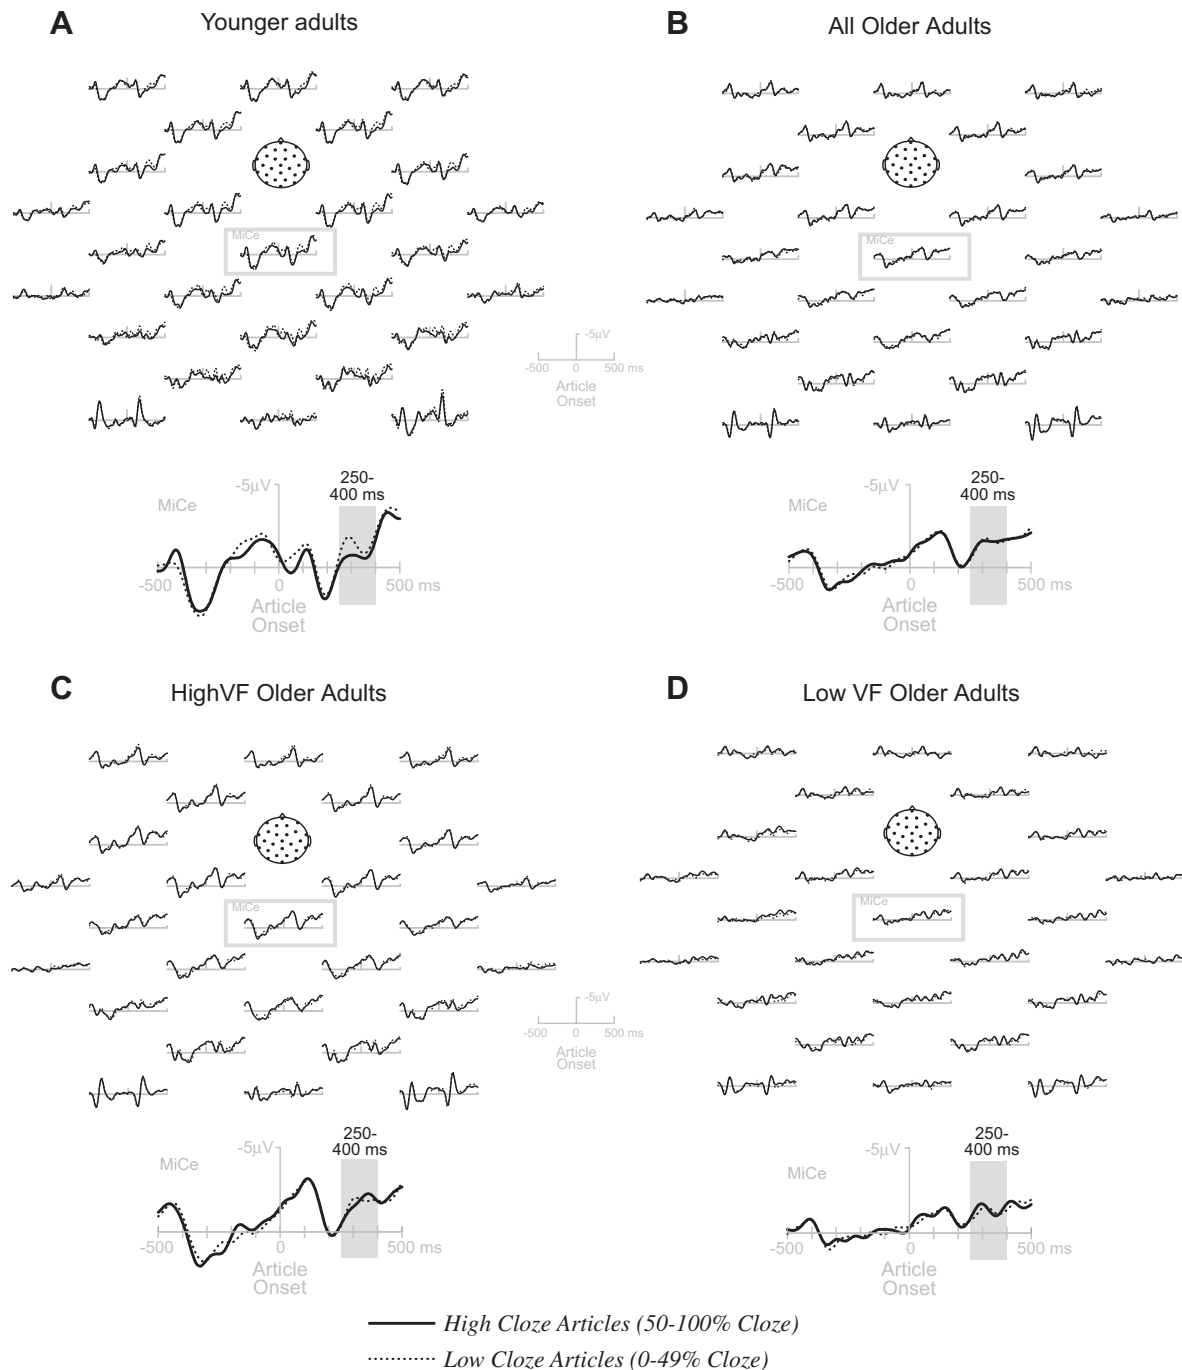 A
Younger adults
MiCe
-5µV
-500 0 500 ms
Article
Onset
MiCe
-5µV
250-
400 ms
-500
0
500 ms
Article
Onset
B
All Older Adults
MiCe
MiCe
-5µV
250-
400 ms
-500
0
500 ms
Article
Onset
C
HighVF Older Adults
MiCe
-5µV
-500 0 500 ms
Article
Onset
MiCe
-5µV
250-
400 ms
-500
0
500 ms
Article
Onset
D
Low VF Older Adults
MiCe
MiCe
-5µV
250-
400 ms
-500
0
500 ms
Article
Onset
High Cloze Articles (50-100% Cloze)
Low Cloze Articles (0-49% Cloze)